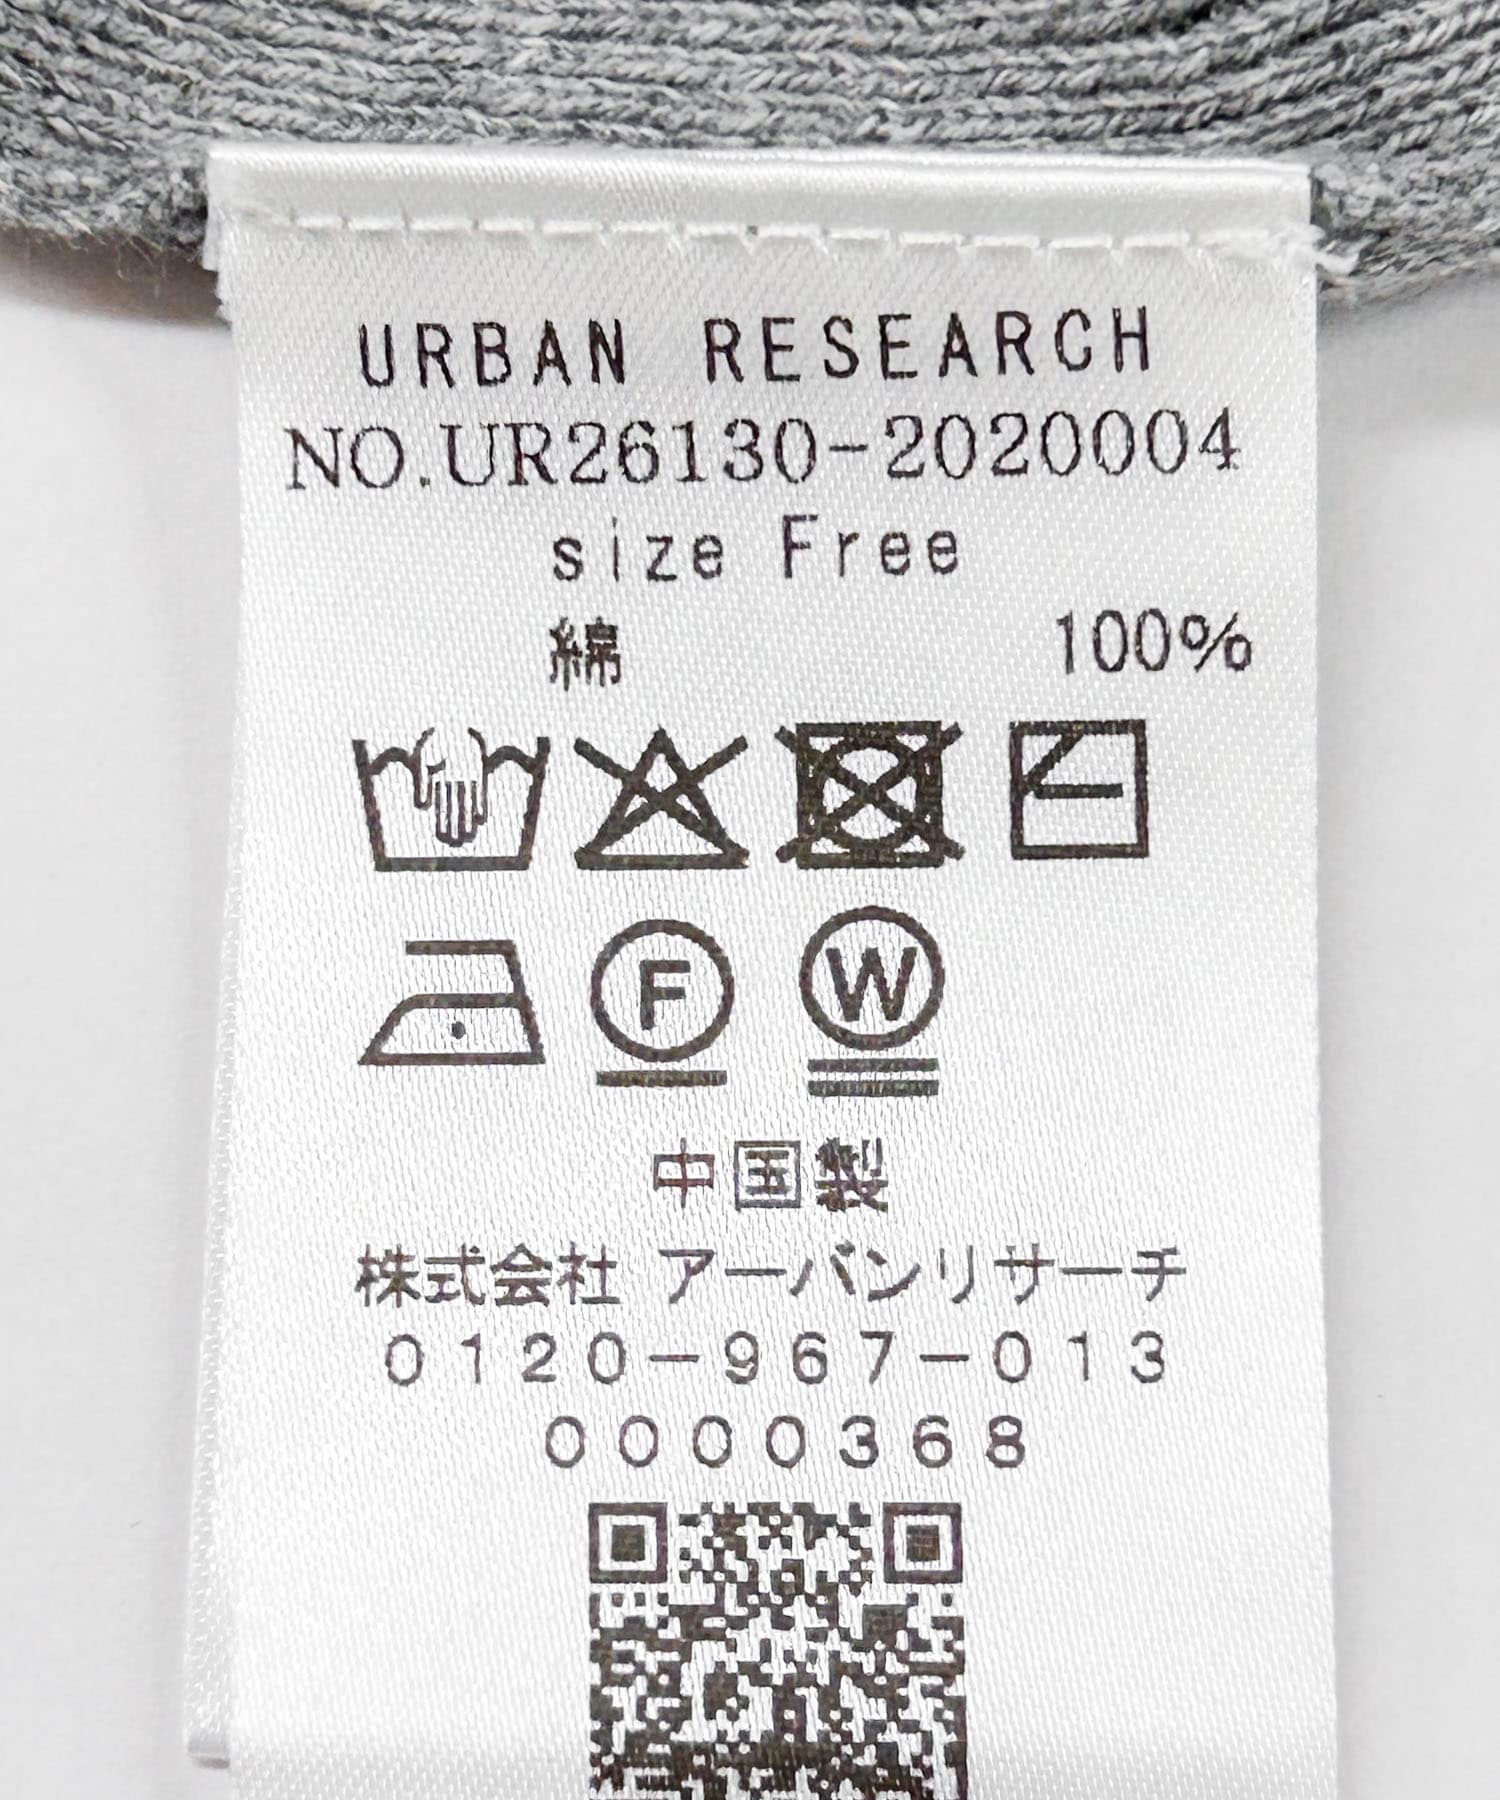 URBAN RESEARCH
NO.UR26130-2020004
size Free
綿 100%
F W
中国製
株式会社 アーバンリサーチ
0120-967-013
0000368